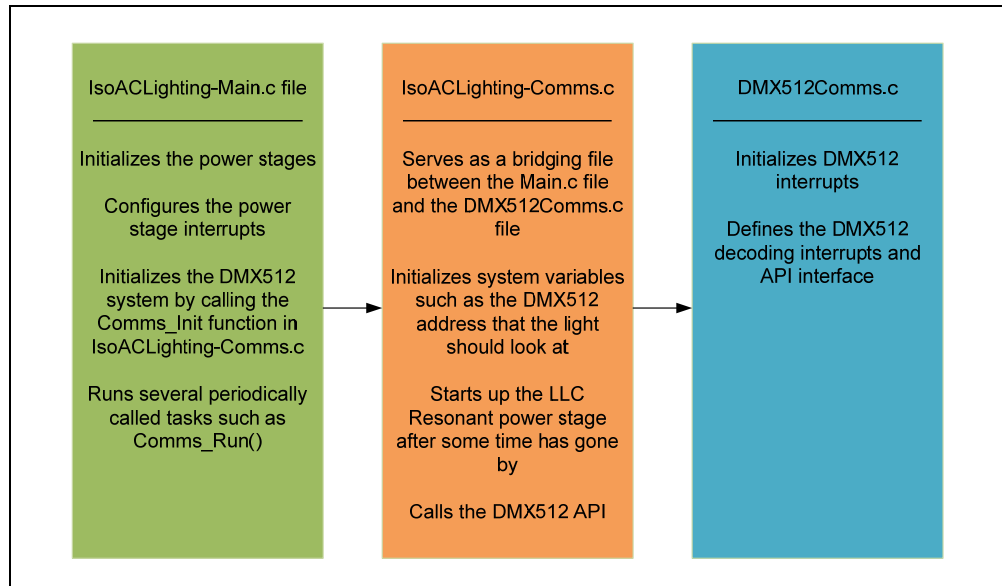 IsoACLighting-Main.c file
Initializes the power stages
Configures the power
stage interrupts
Initializes the DMX512
system by calling the
Comms_Init function in
IsoACLighting-Comms.c
Runs several periodically
called tasks such as
Comms_Run()
IsoACLighting-Comms.c
Serves as a bridging file
between the Main.c file
and the DMX512Comms.c
file
Initializes system variables
such as the DMX512
address that the light
should look at
Starts up the LLC
Resonant power stage
after some time has gone
by
Calls the DMX512 API
DMX512Comms.c
Initializes DMX512
interrupts
Defines the DMX512
decoding interrupts and
API interface